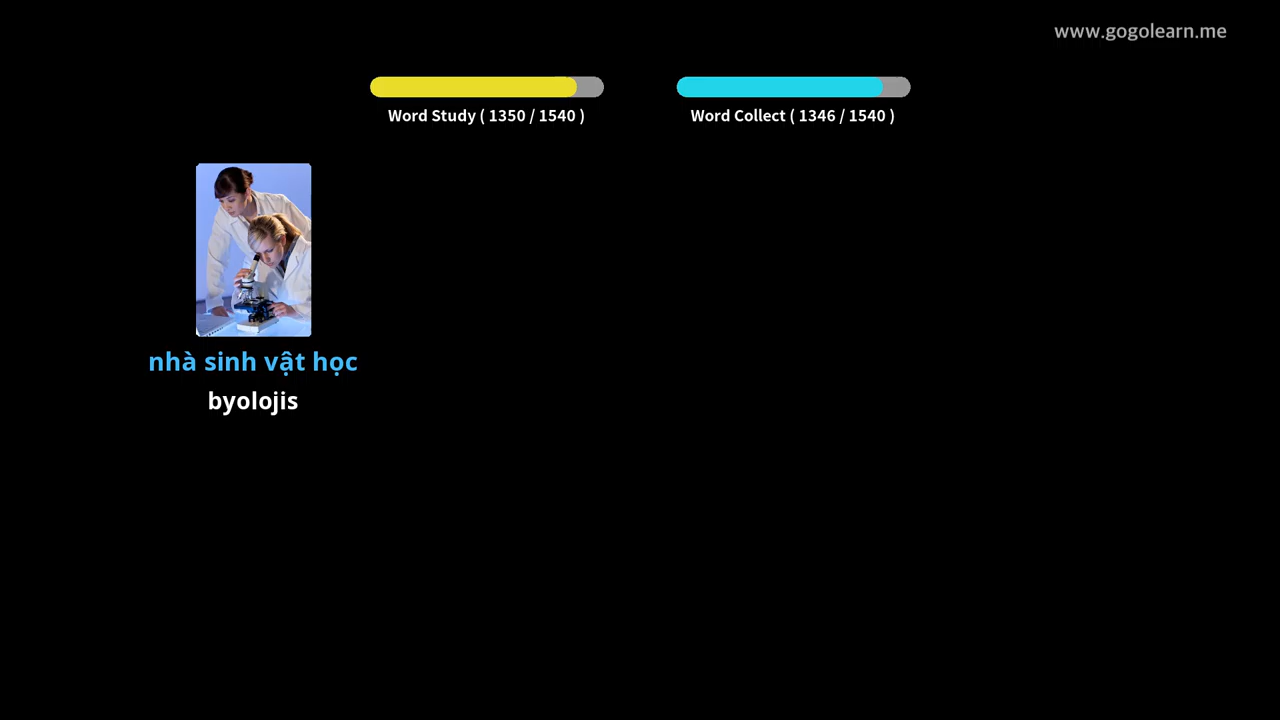 www.gogolearn.me
Word Study ( 1350 / 1540 )
Word Collect ( 1346 / 1540 )
nhà sinh vật học
byolojis